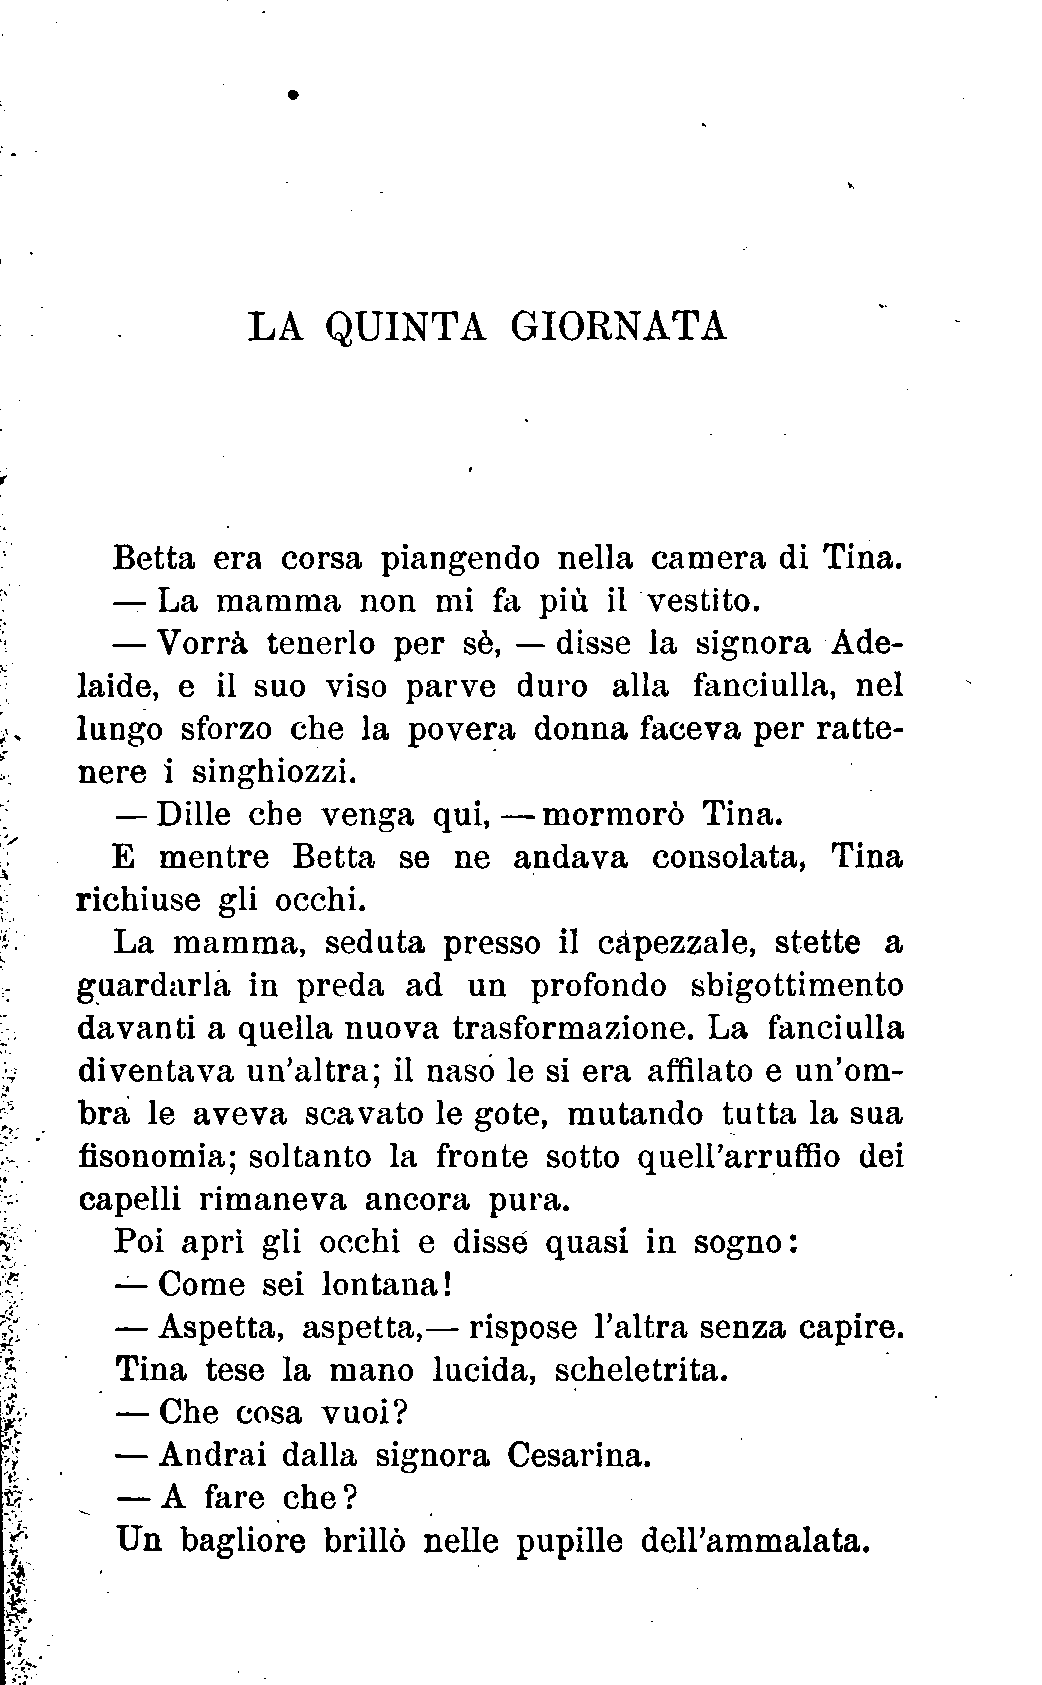 LA QUINTA GIORNATA
Betta era corsa piangendo nella camera di Tina.
— La mamma non mi fa più il vestito.
— Vorrà tenerlo per sè, — disse la signora Ade-
laide, e il suo viso parve duro alla fanciulla, nel
lungo sforzo che la povera donna faceva per ratte-
nere i singhiozzi.
— Dille che venga qui, — mormorò Tina.
E mentre Betta se ne andava consolata, Tina
richiuse gli occhi.
La mamma, seduta presso il capezzale, stette a
guardarla in preda ad un profondo sbigottimento
davanti a quella nuova trasformazione. La fanciulla
diventava un'altra; il naso le si era affilato e un'om-
bra le aveva scavato le gote, mutando tutta la sua
fisonomia; soltanto la fronte sotto quell'arruffio dei
capelli rimaneva ancora pura.
Poi aprì gli occhi e disse quasi in sogno:
— Come sei lontana!
— Aspetta, aspetta,— rispose l'altra senza capire.
Tina tese la mano lucida, scheletrita.
— Che cosa vuoi?
— Andrai dalla signora Cesarina.
— A fare che?
Un bagliore brillò nelle pupille dell'ammalata.